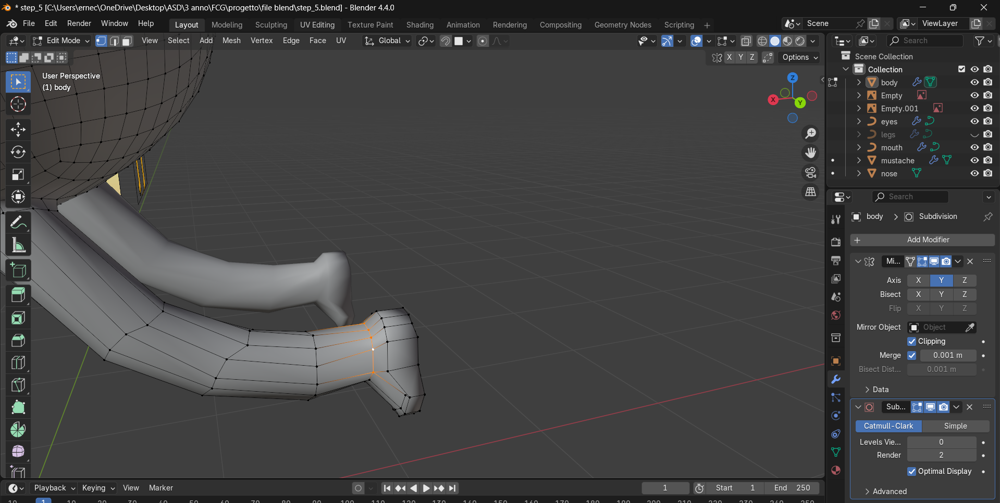 * step_5 [C:\Users\ernec\OneDrive\Desktop\ASD\3 anno\FCG\progetto\file blend\step_5.blend] - Blender 4.4.0
File Edit Render Window Help Layout Modeling Sculpting UV Editing Texture Paint Shading Animation Rendering Compositing Geometry Nodes Scripting + Scene ViewLayer
Edit Mode View Select Add Mesh Vertex Edge Face UV Global Search
X Y Z Options
Scene Collection
Collection
User Perspective
(1) body
body
Empty
Empty.001
eyes
legs
mouth
mustache
nose
Z
X
Y
Search
body > Subdivision
+ Add Modifier
Mi...
Axis X Y Z
Bisect X Y Z
Flip X Y Z
Mirror Object Object
Clipping
Merge 0.001 m
Bisect Dist... 0.001 m
Data
Sub...
Catmull-Clark Simple
Levels Vie... 0
Render 2
Optimal Display
Advanced
Playback Keying View Marker 1 Start 1 End 250
10 1 10 20 30 40 50 60 70 80 90 100 110 120 130 140 150 160 170 180 190 200 210 220 230 240 250